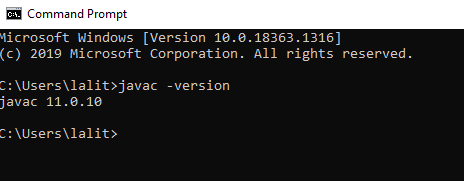 Command Prompt
Microsoft Windows [Version 10.0.18363.1316]
(c) 2019 Microsoft Corporation. All rights reserved.
C:\Users\lalit>javac -version
javac 11.0.10
C:\Users\lalit>